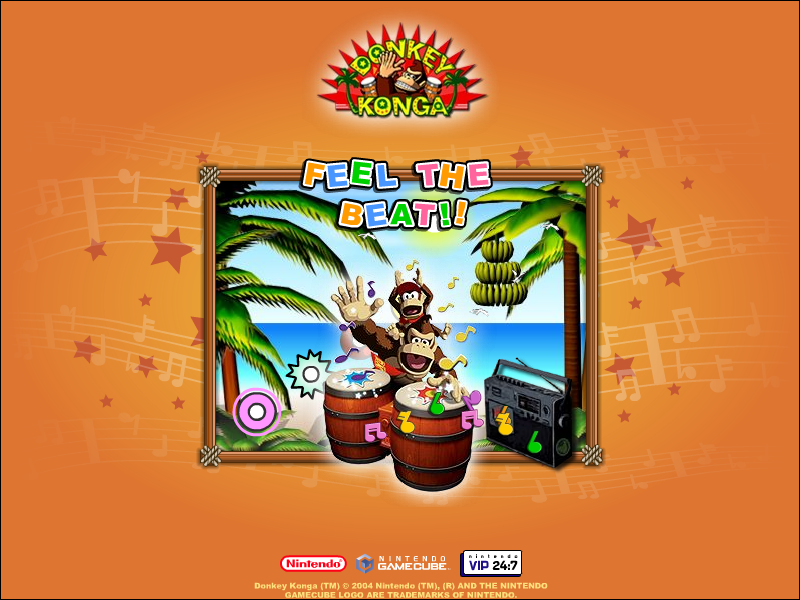 DONKEY
KONGA
FEEL THE
BEAT!!
Nintendo
NINTENDO
GAMECUBE
nintendo
VIP 24:7
Donkey Konga (TM) © 2004 Nintendo (TM), (R) AND THE NINTENDO
GAMECUBE LOGO ARE TRADEMARKS OF NINTENDO.